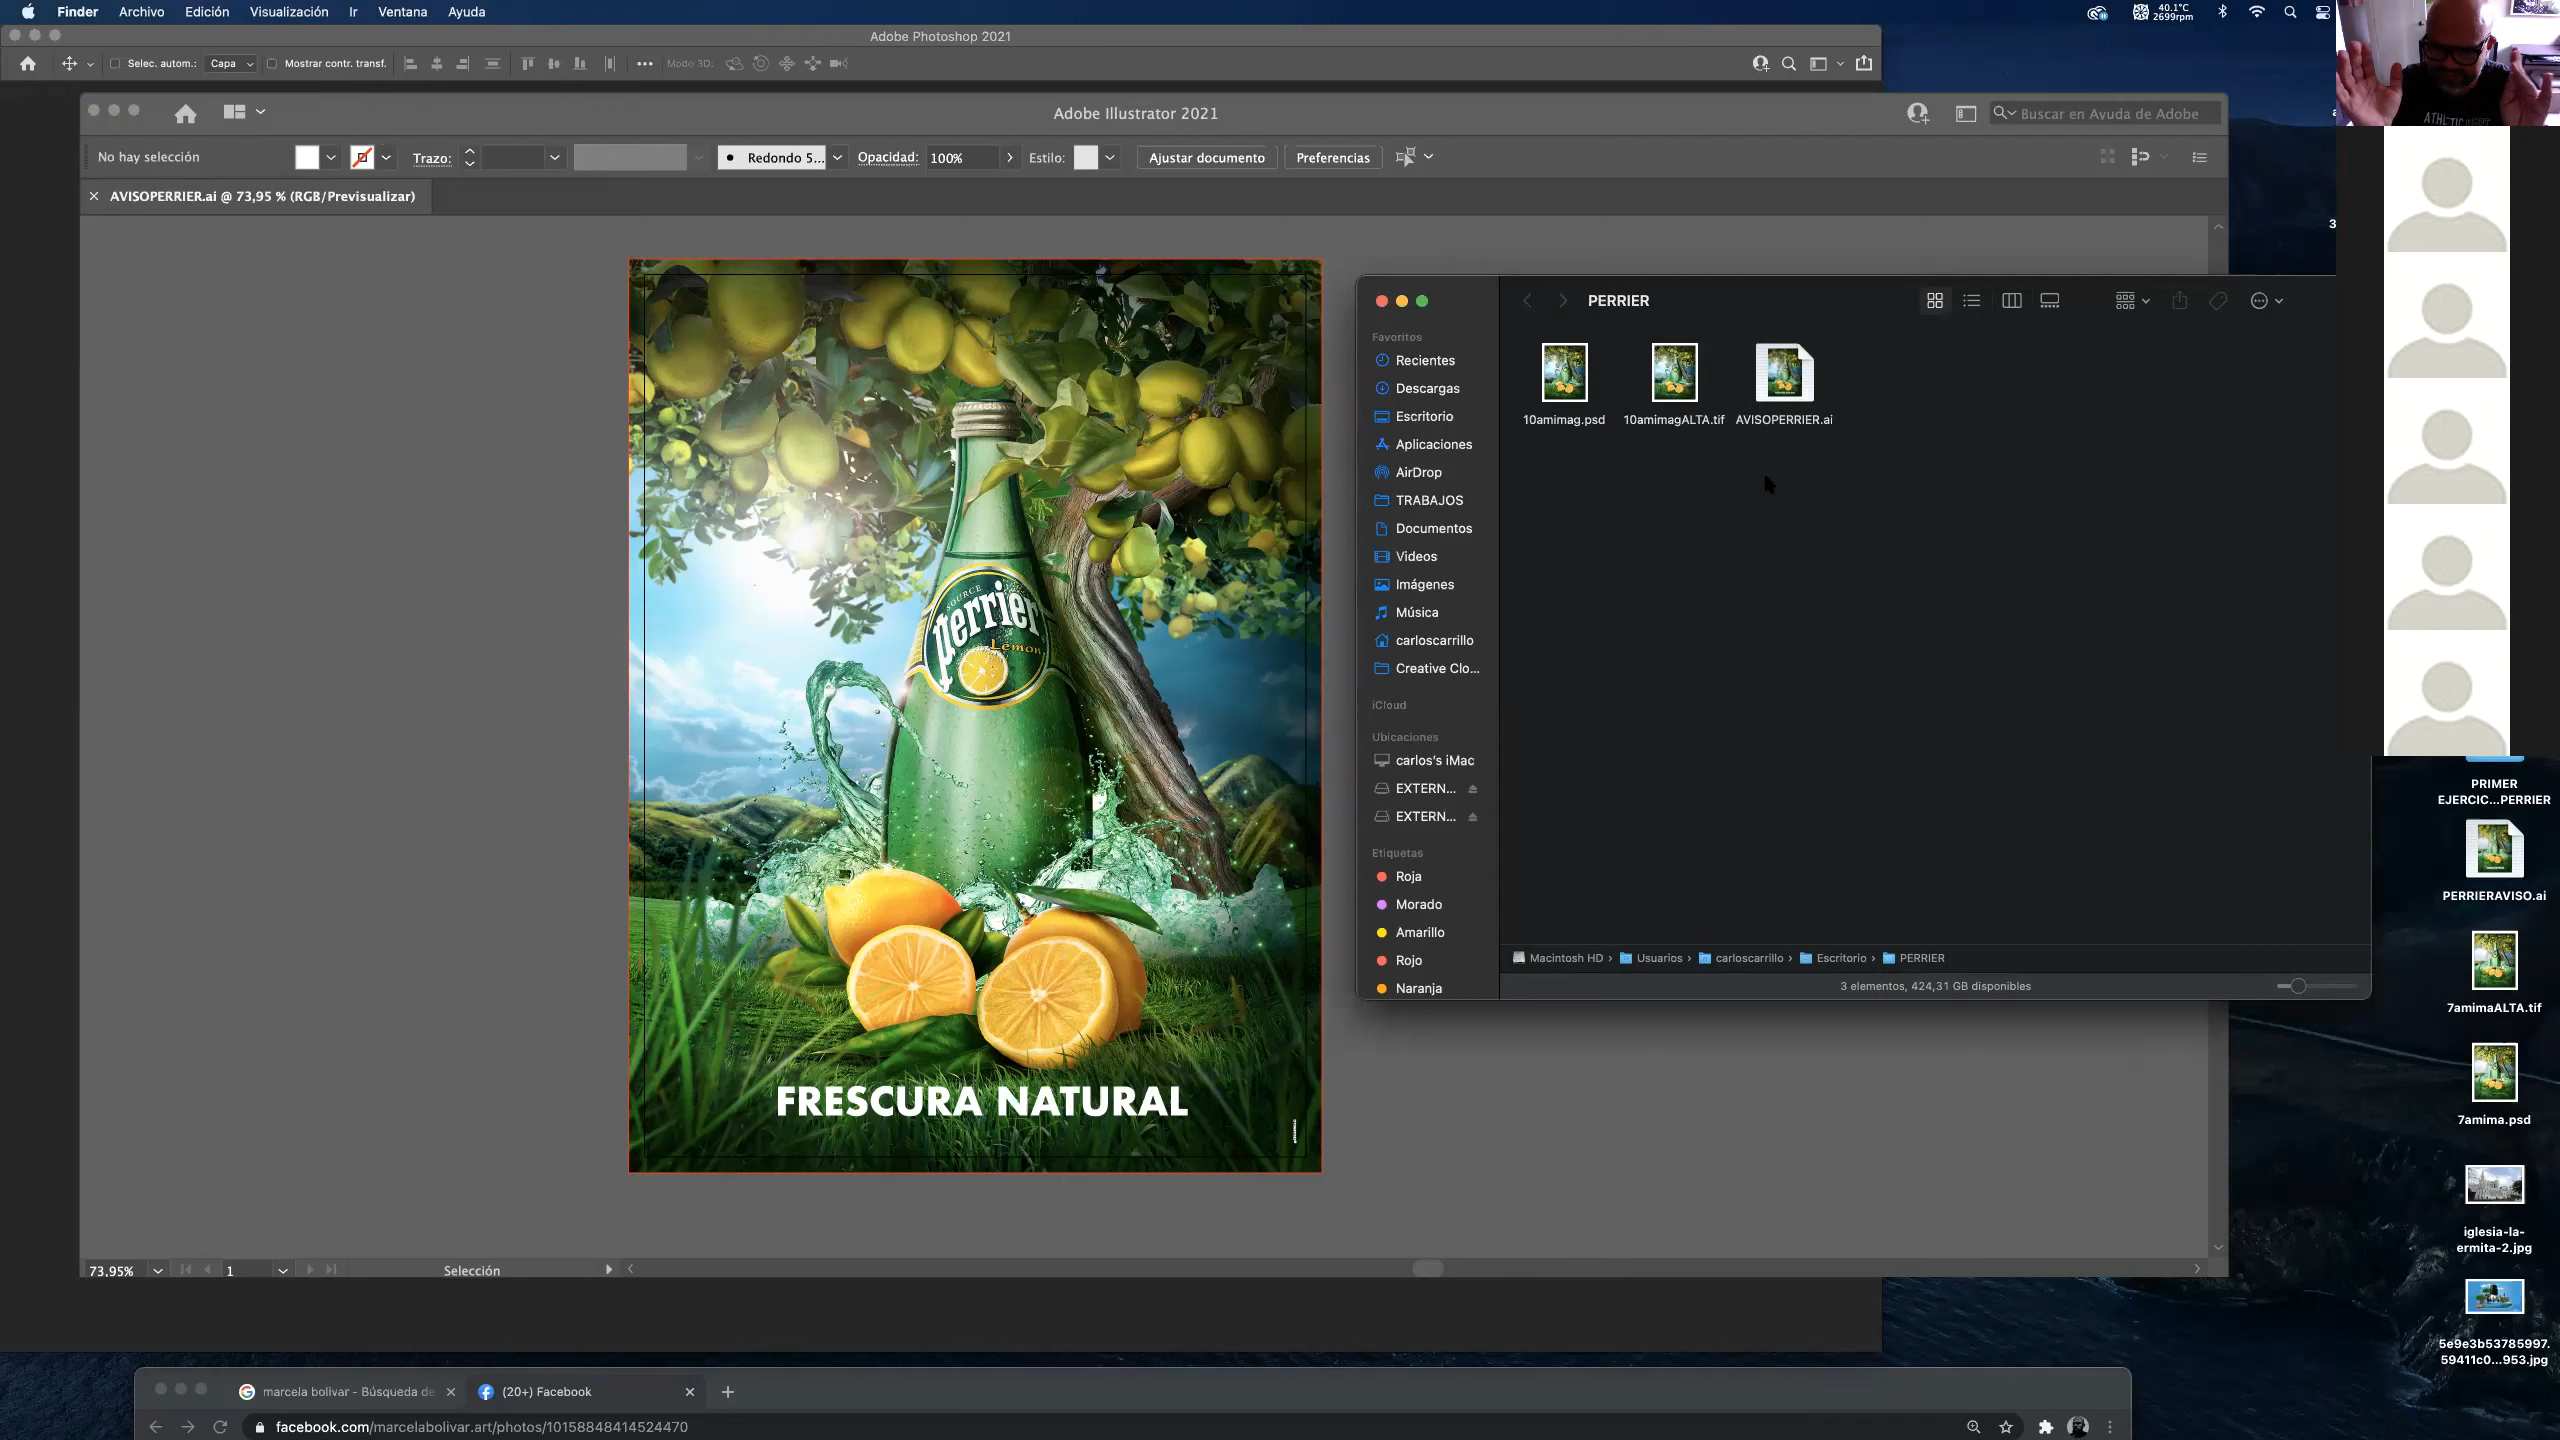 Finder Archivo Edición Visualización Ir Ventana Ayuda
40.1°C
2699rpm
Adobe Photoshop 2021
Selec. autom.: Capa Mostrar contr. transf. Modo 3D:
ATHLETIC
Adobe Illustrator 2021
Buscar en Ayuda de Adobe
No hay selección Trazo: Redondo 5... Opacidad: 100% Estilo: Ajustar documento Preferencias
AVISOPERRIER.ai @ 73,95 % (RGB/Previsualizar)
SOURCE
perrier
Lemon
FRESCURA NATURAL
PERRIER
Favoritos
Recientes
Descargas
Escritorio
Aplicaciones
AirDrop
TRABAJOS
Documentos
Videos
Imágenes
Música
carloscarrillo
Creative Clo...
iCloud
Ubicaciones
carlos's iMac
EXTERN...
EXTERN...
Etiquetas
Roja
Morado
Amarillo
Rojo
Naranja
10amimag.psd 10amimagALTA.tif AVISOPERRIER.ai
Macintosh HD › Usuarios › carloscarrillo › Escritorio › PERRIER
3 elementos, 424,31 GB disponibles
3
PRIMER
EJERCIC...PERRIER
PERRIERAVISO.ai
7amimaALTA.tif
7amima.psd
iglesia-la-
ermita-2.jpg
5e9e3b53785997.
59411c0...953.jpg
73,95% 1 Selección
marcela bolivar - Búsqueda de (20+) Facebook
facebook.com/marcelabolivar.art/photos/10158848414524470